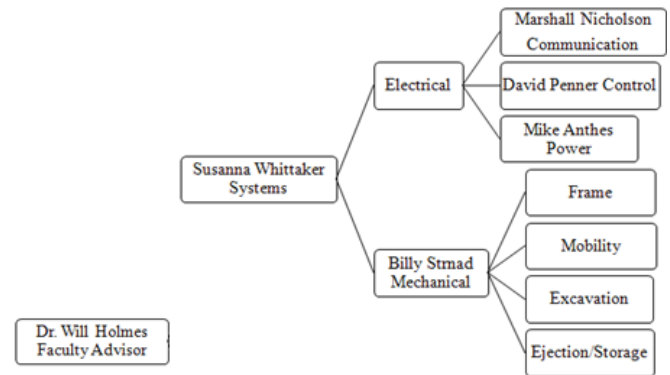 Marshall Nicholson
Communication
Electrical
David Penner Control
Mike Anthes
Power
Susanna Whittaker
Systems
Frame
Billy Strnad
Mechanical
Mobility
Excavation
Ejection/Storage
Dr. Will Holmes
Faculty Advisor